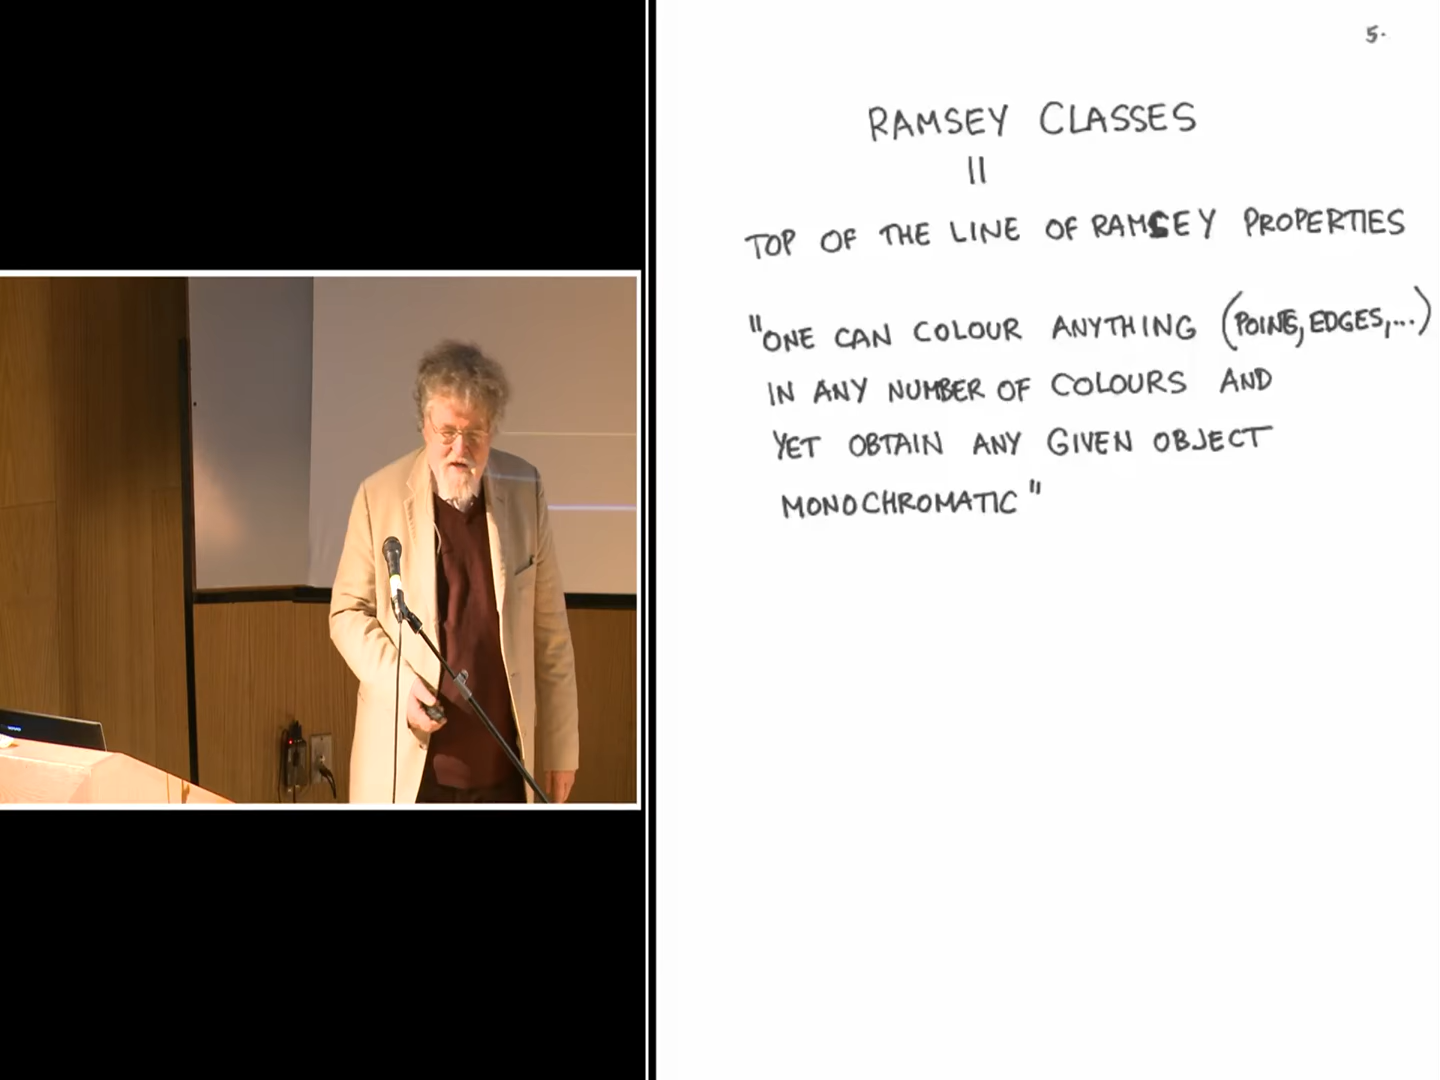 5.
RAMSEY CLASSES
||
TOP OF THE LINE OF RAMSEY PROPERTIES
"ONE CAN COLOUR ANYTHING (POINTS, EDGES,...)
IN ANY NUMBER OF COLOURS AND
YET OBTAIN ANY GIVEN OBJECT
MONOCHROMATIC"